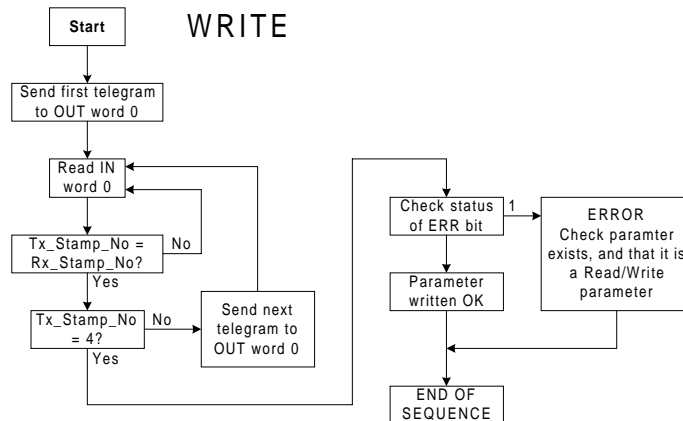 Start
WRITE
Send first telegram
to OUT word 0
Read IN
word 0
Tx_Stamp_No =
Rx_Stamp_No?
No
Yes
Tx_Stamp_No
= 4?
No
Yes
Send next
telegram to
OUT word 0
Check status
of ERR bit
1
ERROR
Check paramter
exists, and that it is
a Read/Write
parameter
Parameter
written OK
END OF
SEQUENCE